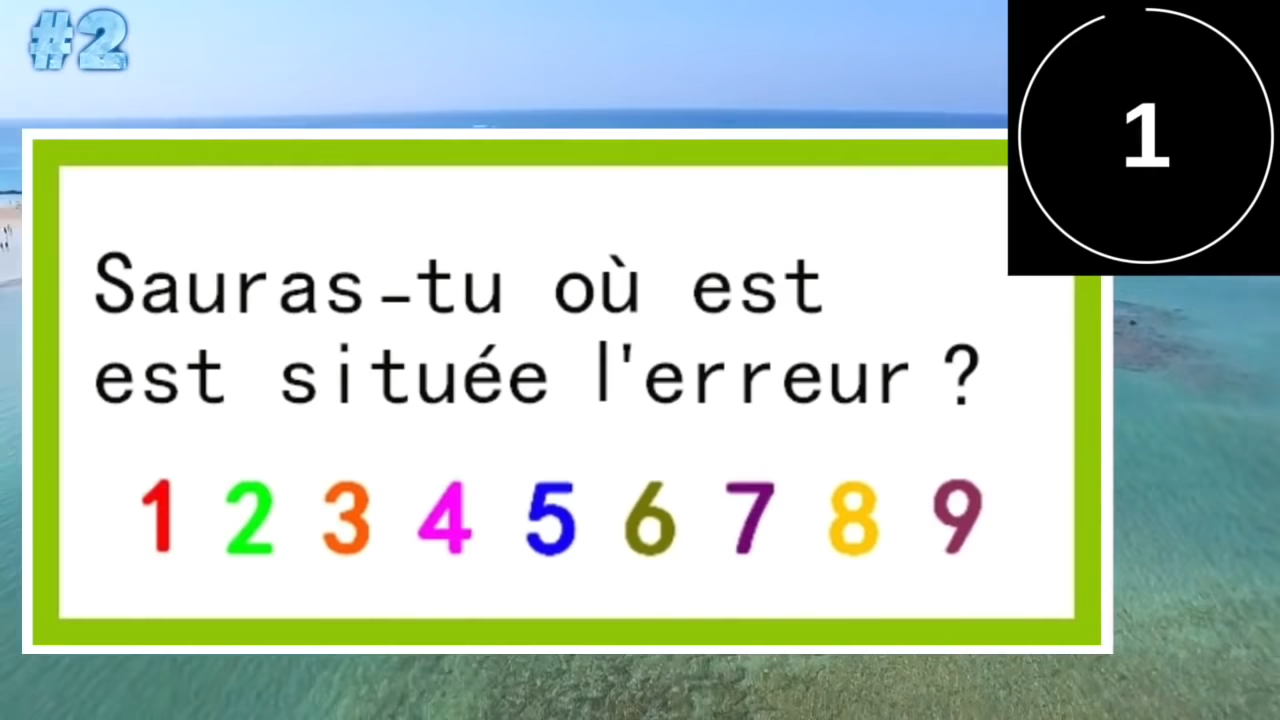 #2
1
Sauras-tu où est
est située l'erreur ?
1 2 3 4 5 6 7 8 9